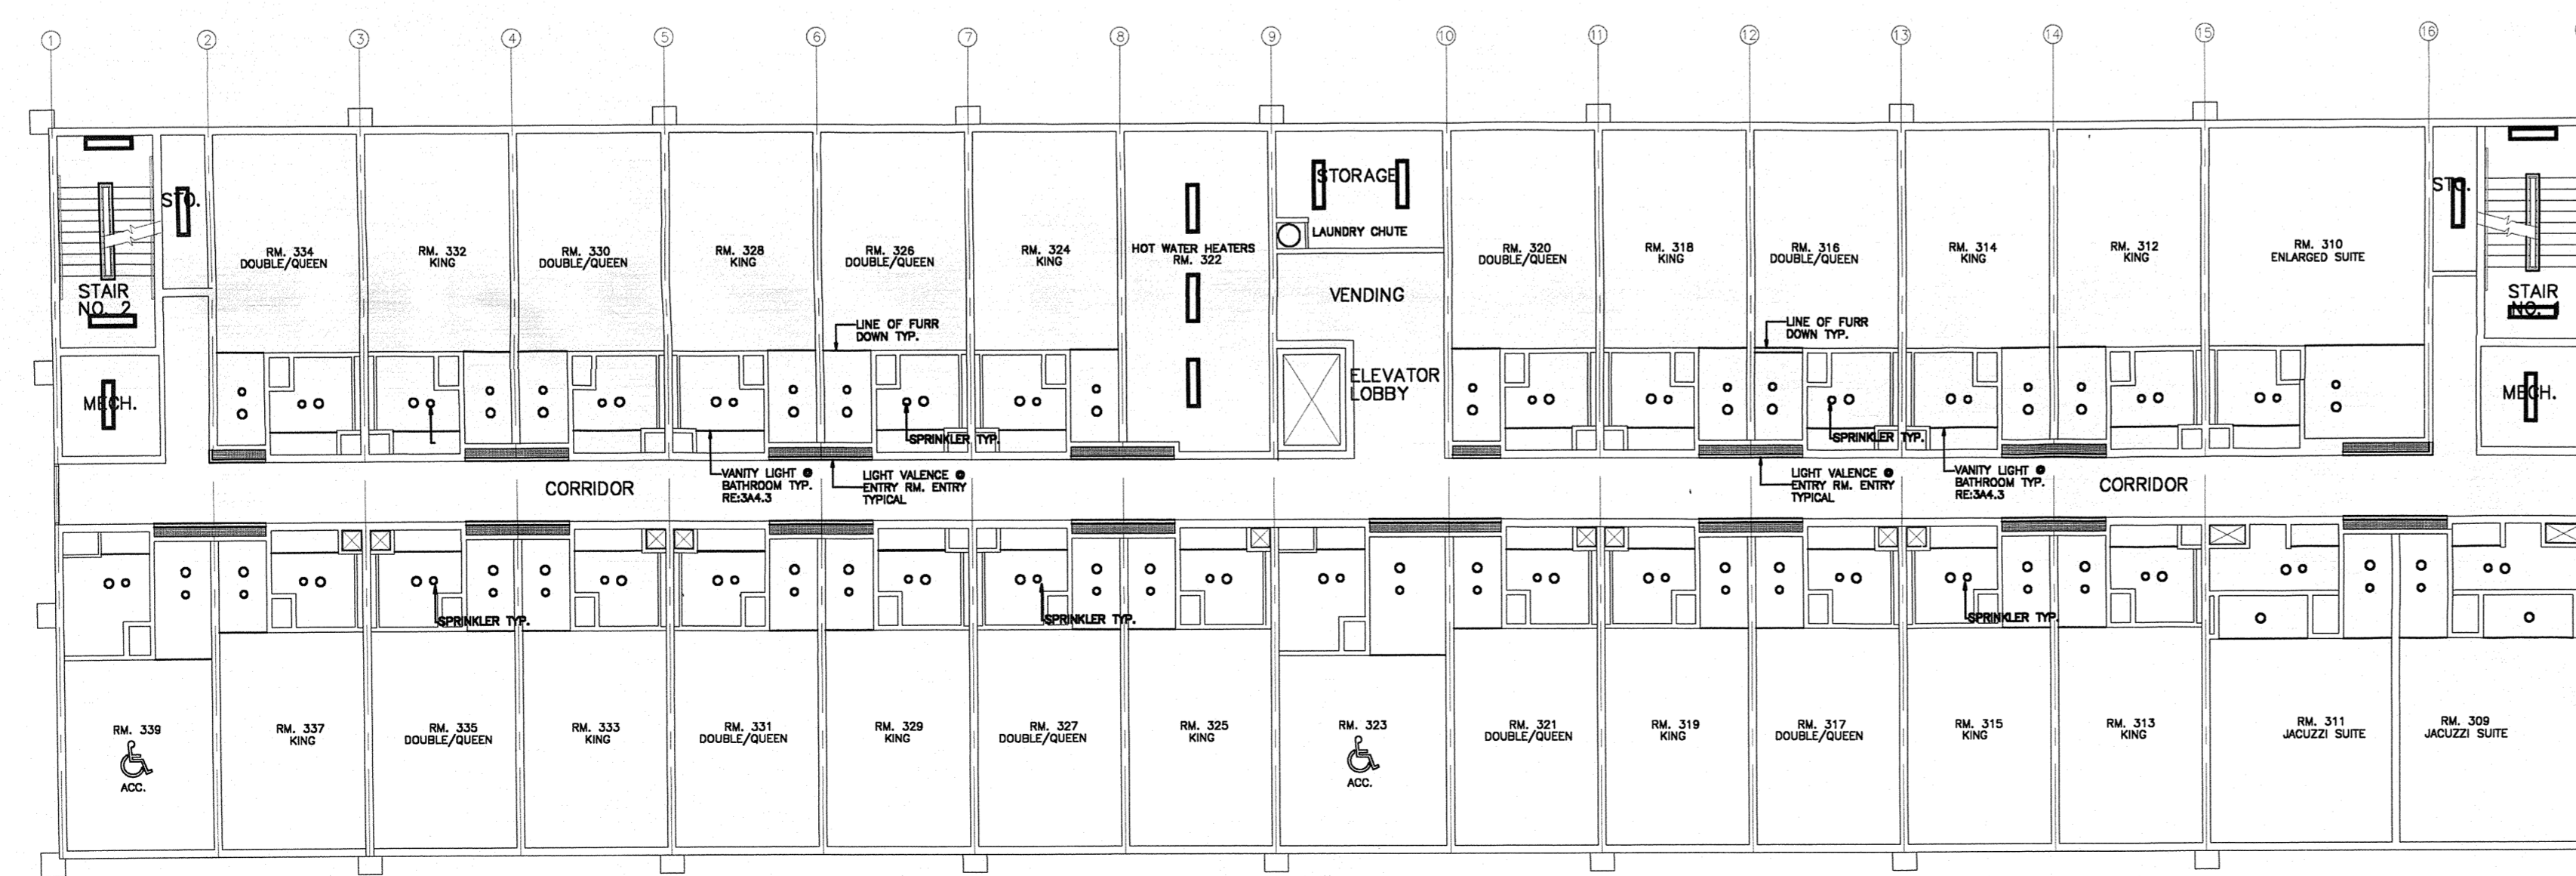 1
2
3
4
5
6
7
8
9
10
11
12
13
14
15
16
STO.
STORAGE
STO.
LAUNDRY CHUTE
RM. 334
DOUBLE/QUEEN
RM. 332
KING
RM. 330
DOUBLE/QUEEN
RM. 328
KING
RM. 326
DOUBLE/QUEEN
RM. 324
KING
HOT WATER HEATERS
RM. 322
RM. 320
DOUBLE/QUEEN
RM. 318
KING
RM. 316
DOUBLE/QUEEN
RM. 314
KING
RM. 312
KING
RM. 310
ENLARGED SUITE
STAIR
NO. 2
VENDING
STAIR
NO.
LINE OF FURR
DOWN TYP.
LINE OF FURR
DOWN TYP.
MECH.
ELEVATOR
LOBBY
MECH.
SPRINKLER TYP.
SPRINKLER TYP.
CORRIDOR
VANITY LIGHT @
BATHROOM TYP.
RE:3A4.3
LIGHT VALENCE @
ENTRY RM. ENTRY
TYPICAL
LIGHT VALENCE @
ENTRY RM. ENTRY
TYPICAL
VANITY LIGHT @
BATHROOM TYP.
RE:3A4.3
CORRIDOR
SPRINKLER TYP.
SPRINKLER TYP.
SPRINKLER TYP.
RM. 339
ACC.
RM. 337
KING
RM. 335
DOUBLE/QUEEN
RM. 333
KING
RM. 331
DOUBLE/QUEEN
RM. 329
KING
RM. 327
DOUBLE/QUEEN
RM. 325
KING
RM. 323
ACC.
RM. 321
DOUBLE/QUEEN
RM. 319
KING
RM. 317
DOUBLE/QUEEN
RM. 315
KING
RM. 313
KING
RM. 311
JACUZZI SUITE
RM. 309
JACUZZI SUITE